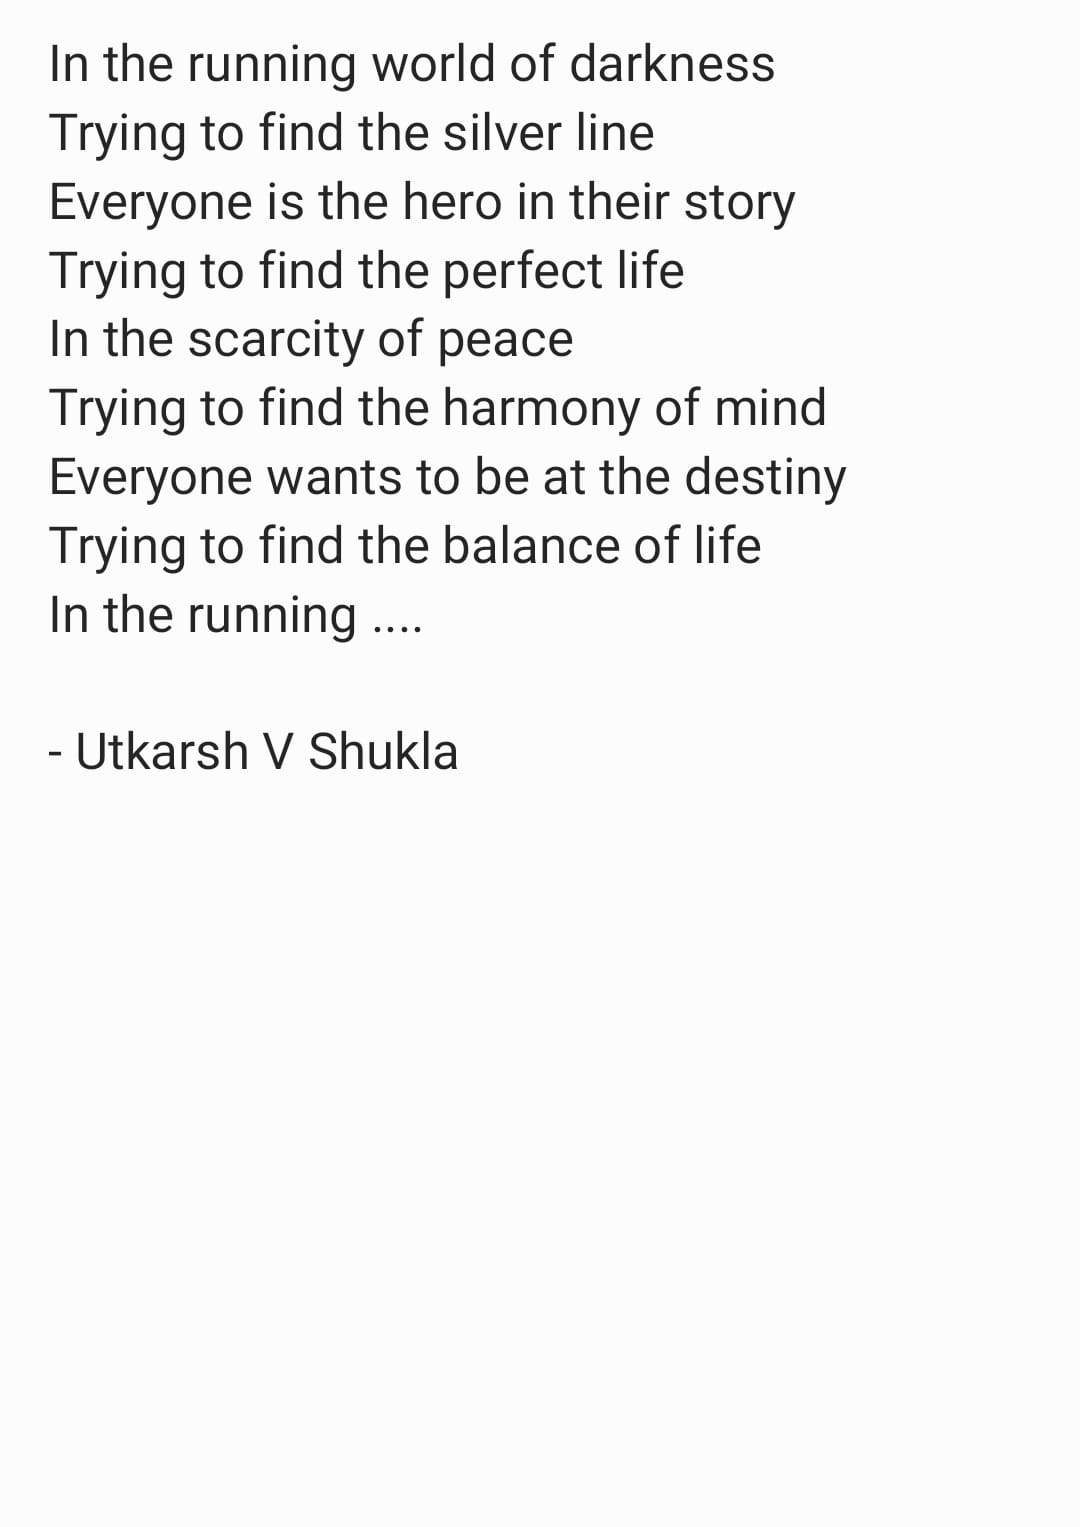 In the running world of darkness
Trying to find the silver line
Everyone is the hero in their story
Trying to find the perfect life
In the scarcity of peace
Trying to find the harmony of mind
Everyone wants to be at the destiny
Trying to find the balance of life
In the running ....
- Utkarsh V Shukla